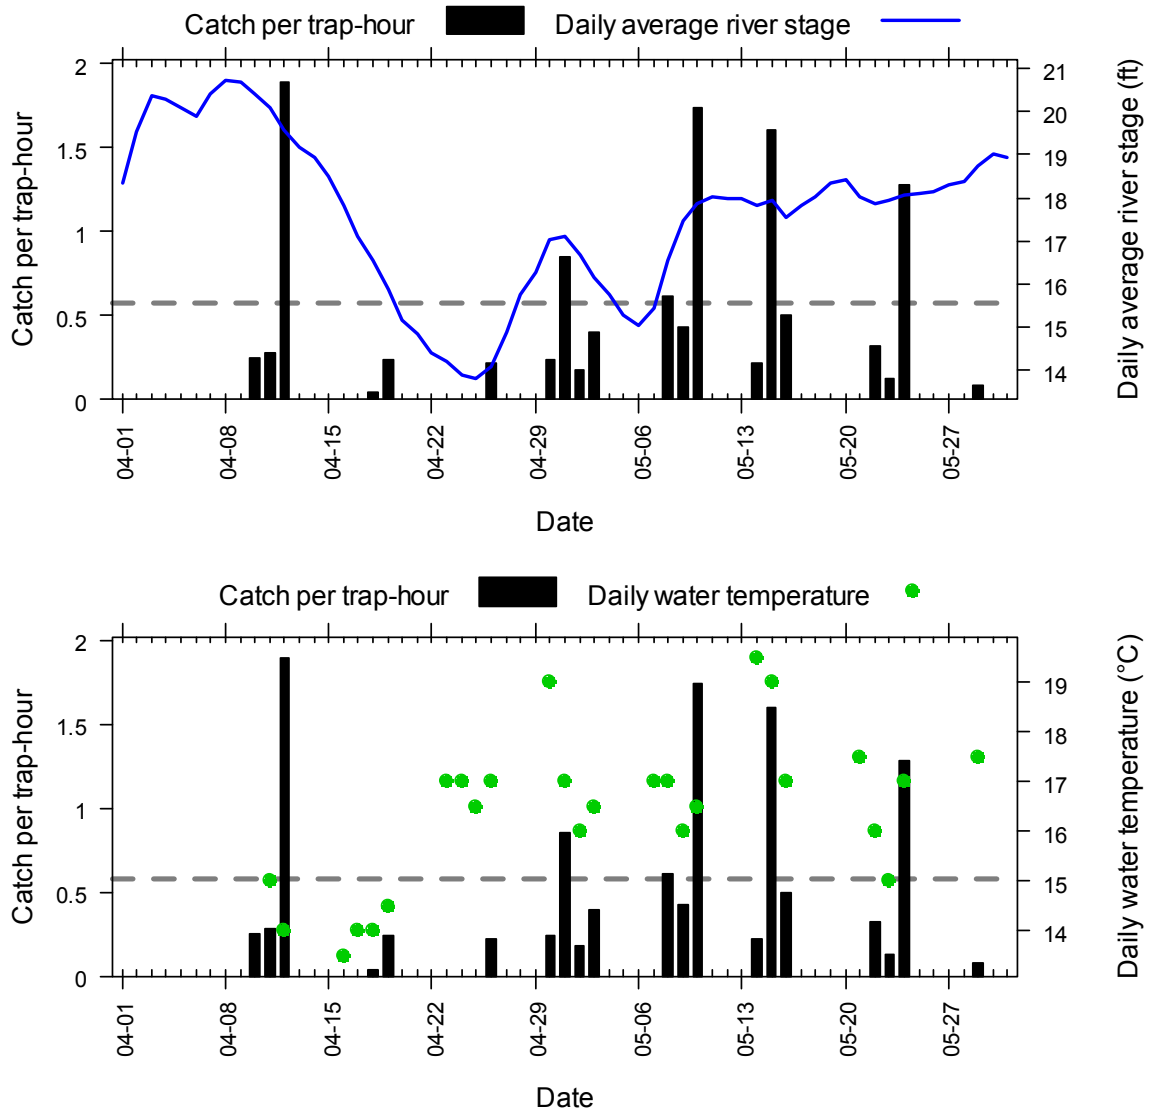 Catch per trap-hour Daily average river stage
2
1.5
1
0.5
0
Catch per trap-hour
21
20
19
18
17
16
15
14
Daily average river stage (ft)
04-01 04-08 04-15 04-22 04-29 05-06 05-13 05-20 05-27
Date
Catch per trap-hour Daily water temperature
2
1.5
1
0.5
0
Catch per trap-hour
19
18
17
16
15
14
Daily water temperature (°C)
04-01 04-08 04-15 04-22 04-29 05-06 05-13 05-20 05-27
Date